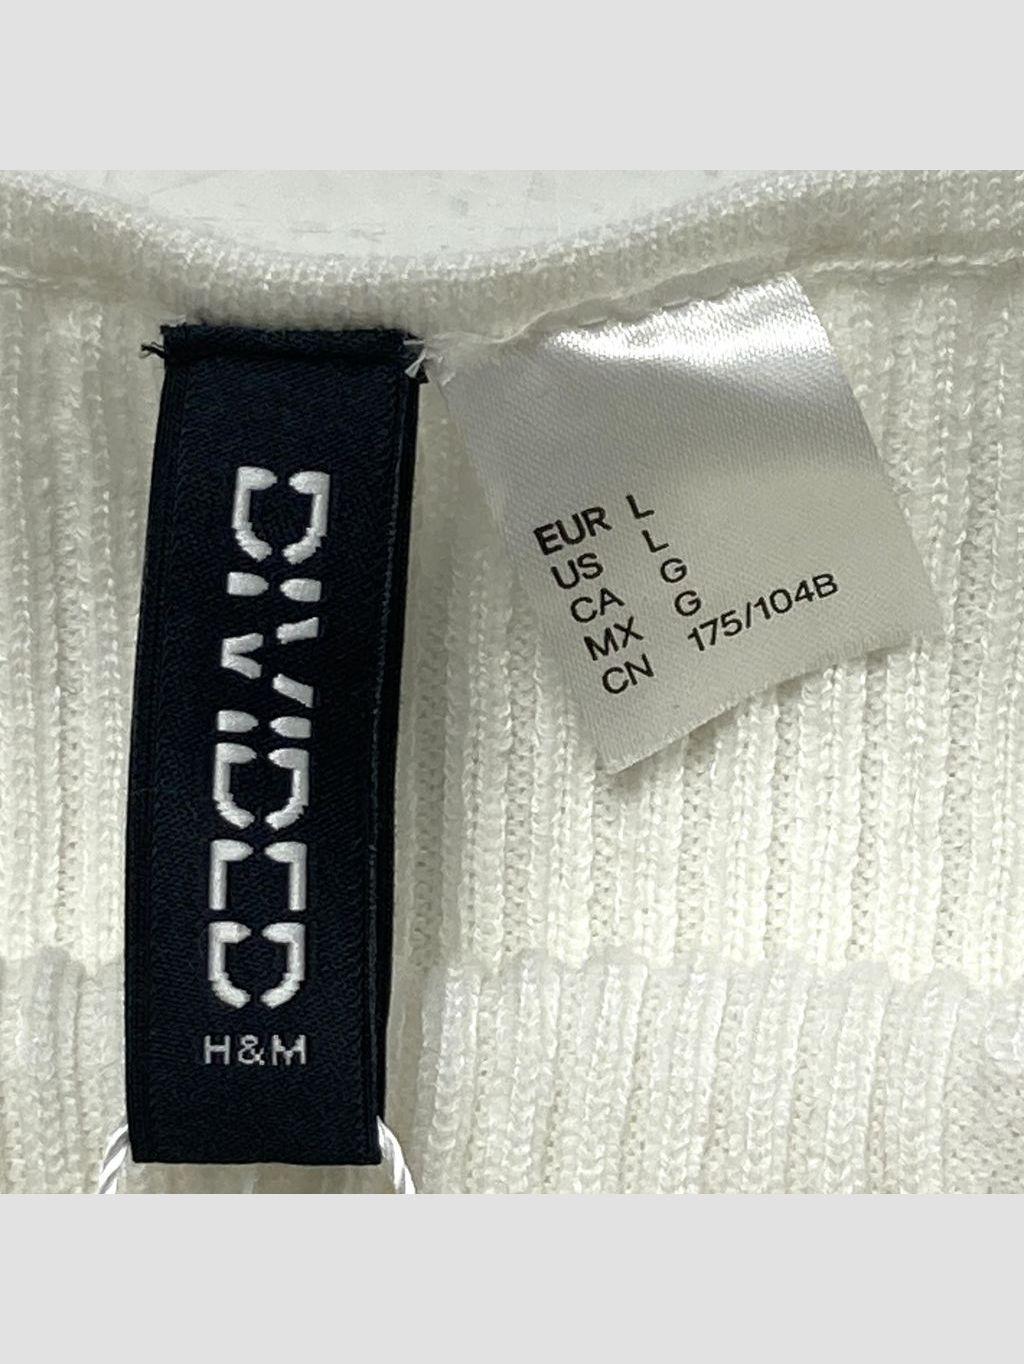 DIVIDED
H&M
EUR L
US L
CA G
MX G
CN 175/104B